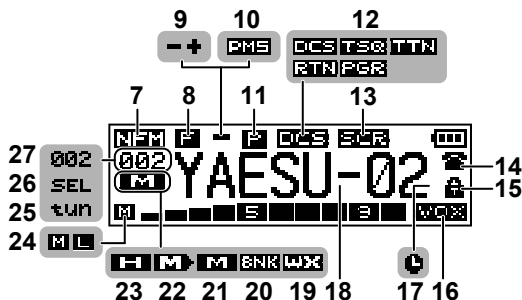 9 10 12
- + PMS DCS TSQ TTN
RTN PGR
7 8 11 13
NFM P - P DCS SCR
27 002 002 YAESU-02 14
26 SEL M 15
25 tun
24 M L M S 9 VOX
H M M BNK WX
23 22 21 20 19 18 17 16